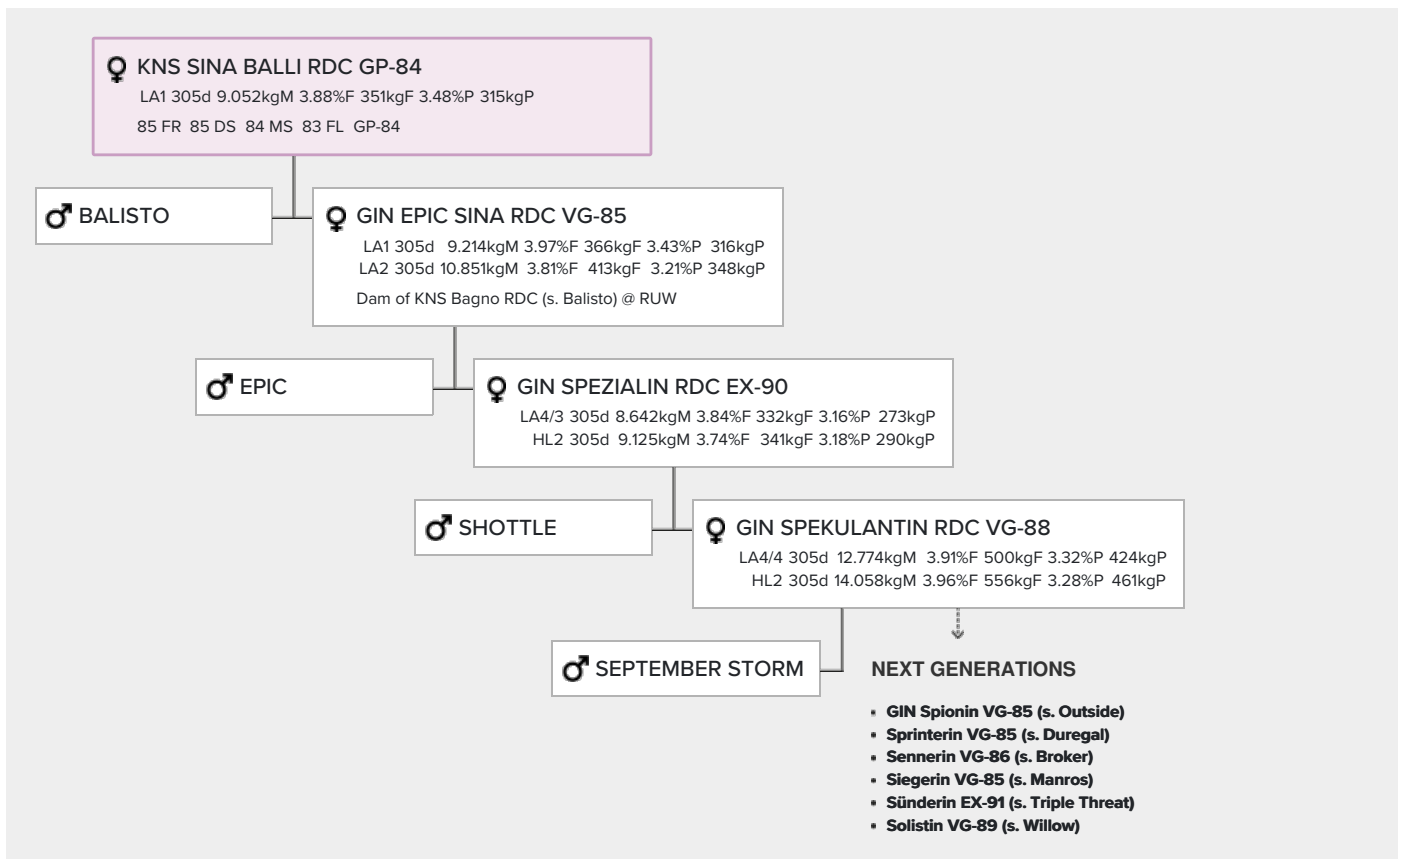 KNS SINA BALLI RDC GP-84
LA1 305d 9.052kgM 3.88%F 351kgF 3.48%P 315kgP
85 FR 85 DS 84 MS 83 FL GP-84
BALISTO
GIN EPIC SINA RDC VG-85
LA1 305d 9.214kgM 3.97%F 366kgF 3.43%P 316kgP
LA2 305d 10.851kgM 3.81%F 413kgF 3.21%P 348kgP
Dam of KNS Bagno RDC (s. Balisto) @ RUW
EPIC
GIN SPEZIALIN RDC EX-90
LA4/3 305d 8.642kgM 3.84%F 332kgF 3.16%P 273kgP
HL2 305d 9.125kgM 3.74%F 341kgF 3.18%P 290kgP
SHOTTLE
GIN SPEKULANTIN RDC VG-88
LA4/4 305d 12.774kgM 3.91%F 500kgF 3.32%P 424kgP
HL2 305d 14.058kgM 3.96%F 556kgF 3.28%P 461kgP
SEPTEMBER STORM
NEXT GENERATIONS
GIN Spionin VG-85 (s. Outside)
Sprinterin VG-85 (s. Duregal)
Sennerin VG-86 (s. Broker)
Siegerin VG-85 (s. Manros)
Sünderin EX-91 (s. Triple Threat)
Solistin VG-89 (s. Willow)